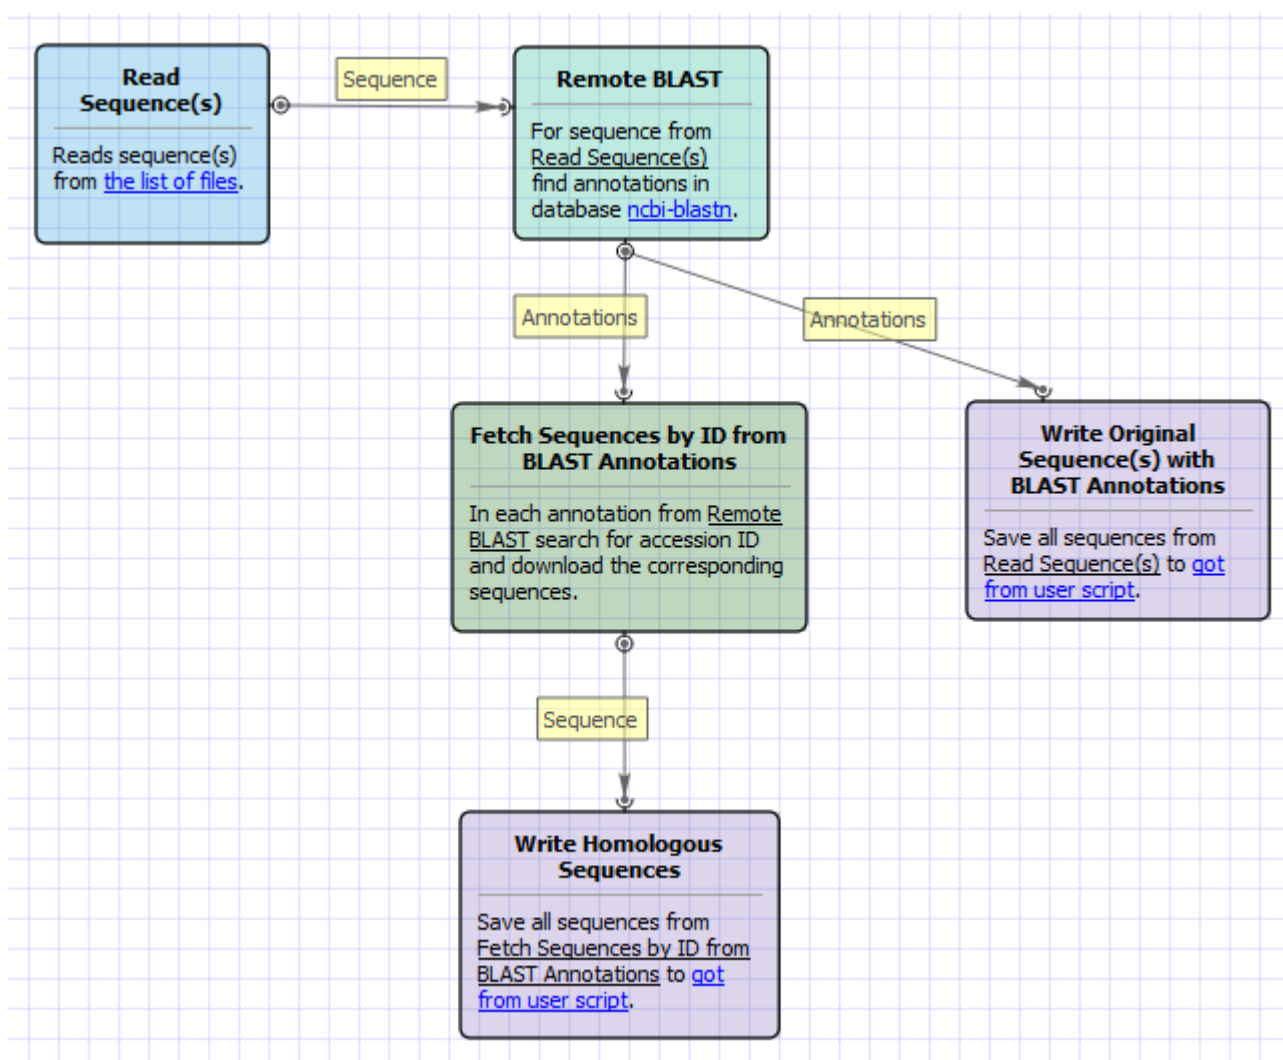 Read
Sequence(s)
Reads sequence(s)
from the list of files.
Sequence
Remote BLAST
For sequence from
Read Sequence(s)
find annotations in
database ncbi-blastn.
Annotations
Annotations
Fetch Sequences by ID from
BLAST Annotations
In each annotation from Remote
BLAST search for accession ID
and download the corresponding
sequences.
Write Original
Sequence(s) with
BLAST Annotations
Save all sequences from
Read Sequence(s) to got
from user script.
Sequence
Write Homologous
Sequences
Save all sequences from
Fetch Sequences by ID from
BLAST Annotations to got
from user script.